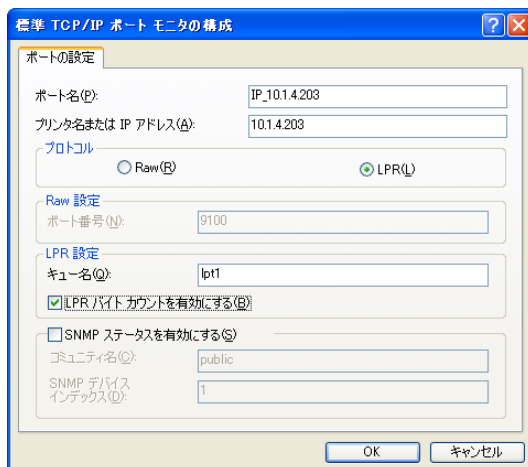 標準 TCP/IP ポート モニタの構成
ポートの設定
ポート名(P):
IP_10.1.4.203
プリンタ名または IP アドレス(A):
10.1.4.203
プロトコル
Raw(R)
LPR(L)
Raw 設定
ポート番号(N):
9100
LPR 設定
キュー名(Q):
lpt1
LPR バイト カウントを有効にする(B)
SNMP ステータスを有効にする(S)
コミュニティ名(C):
public
SNMP デバイス
インデックス(D):
1
OK
キャンセル